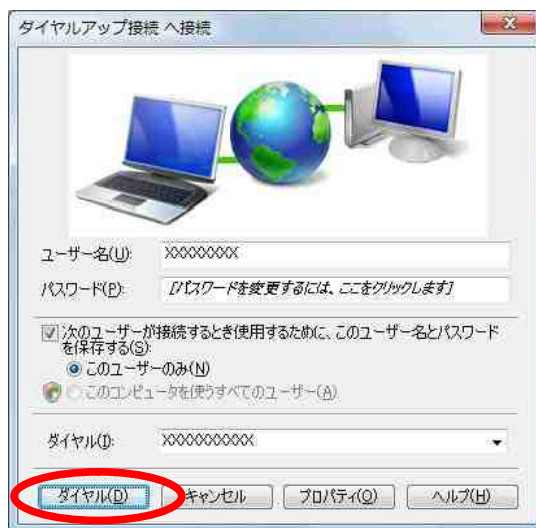 ダイヤルアップ接続 へ接続
ユーザー名(U): XXXXXXXXX
パスワード(P): [パスワードを変更するには、ここをクリックします]
次のユーザーが接続するとき使用するために、このユーザー名とパスワード
を保存する(S):
このユーザーのみ(N)
このコンピュータを使うすべてのユーザー(A)
ダイヤル(I): XXXXXXXXXXX
ダイヤル(D) キャンセル プロパティ(O) ヘルプ(H)